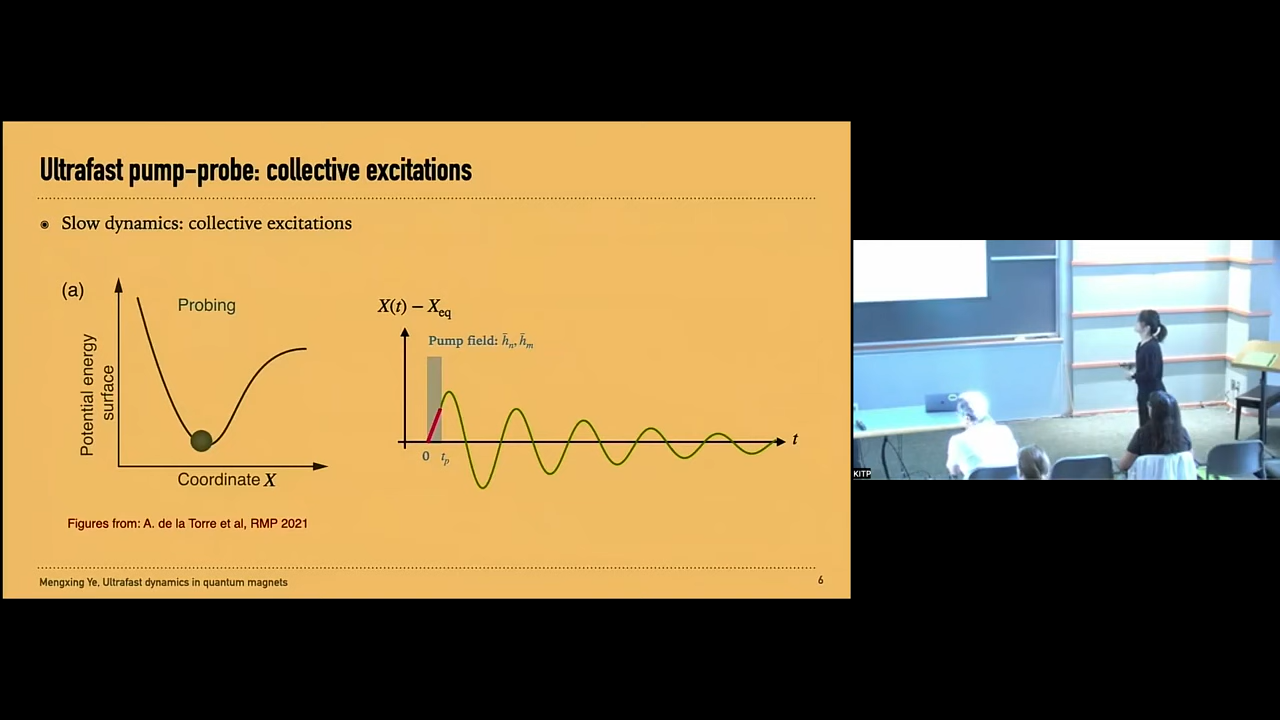 Ultrafast pump-probe: collective excitations
Slow dynamics: collective excitations
(a)
Probing
Potential energy
surface
Coordinate X
X(t) − Xeq
Pump field: h̄n, h̄m
0
tp
t
Figures from: A. de la Torre et al, RMP 2021
Mengxing Ye, Ultrafast dynamics in quantum magnets
6
KITP